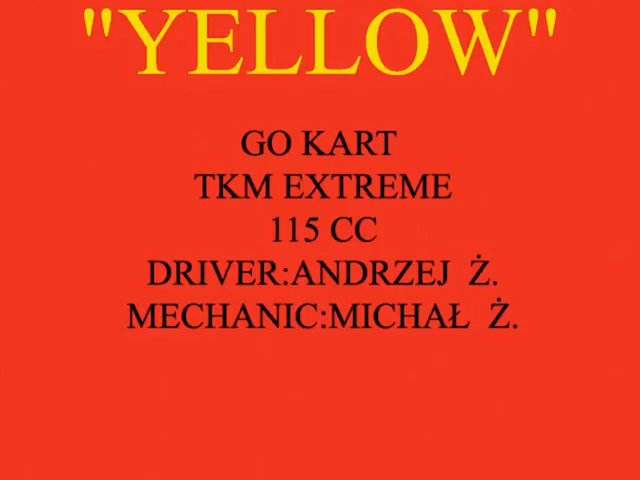 "YELLOW"
GO KART
TKM EXTREME
115 CC
DRIVER:ANDRZEJ Ż.
MECHANIC:MICHAŁ Ż.